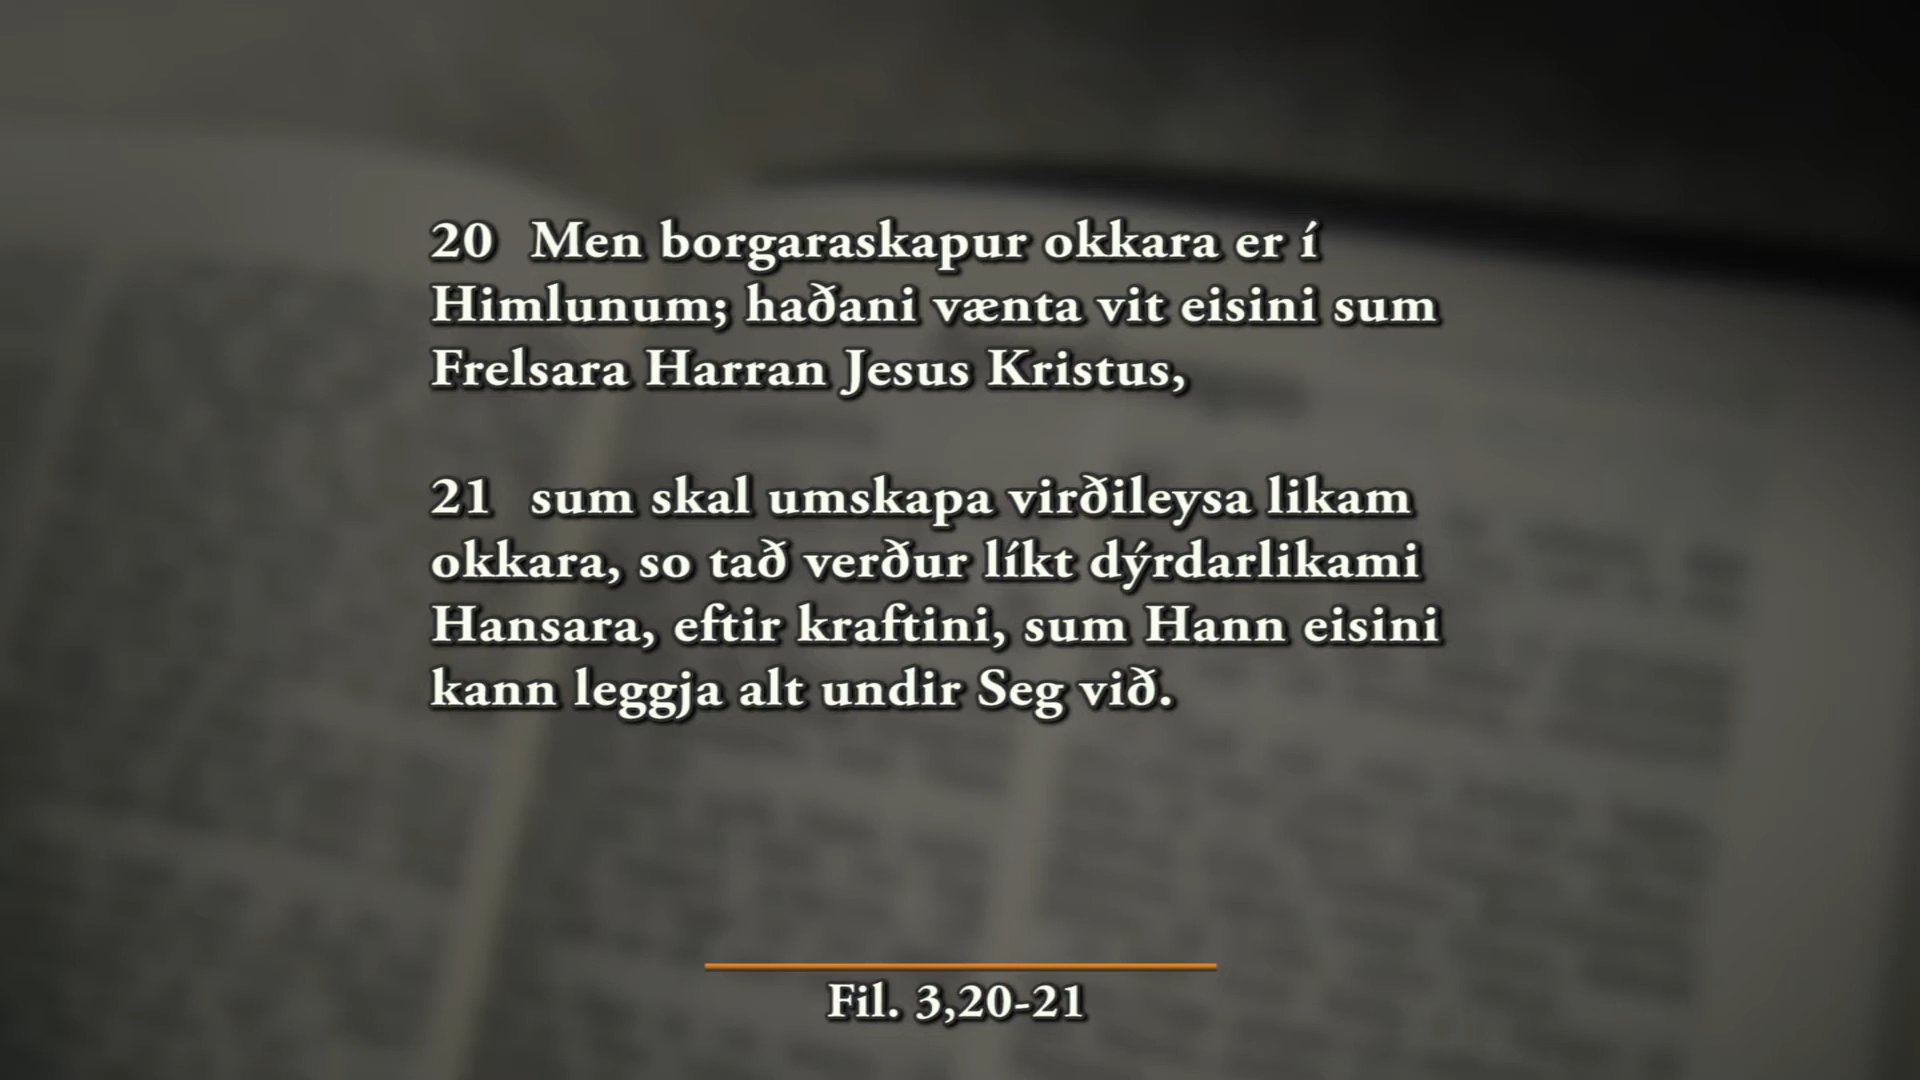 20 Men borgaraskapur okkara er í
Himlunum; haðani vænta vit eisini sum
Frelsara Harran Jesus Kristus,
21 sum skal umskapa virðileysa likam
okkara, so tað verður líkt dýrdarlikami
Hansara, eftir kraftini, sum Hann eisini
kann leggja alt undir Seg við.
Fil. 3,20-21